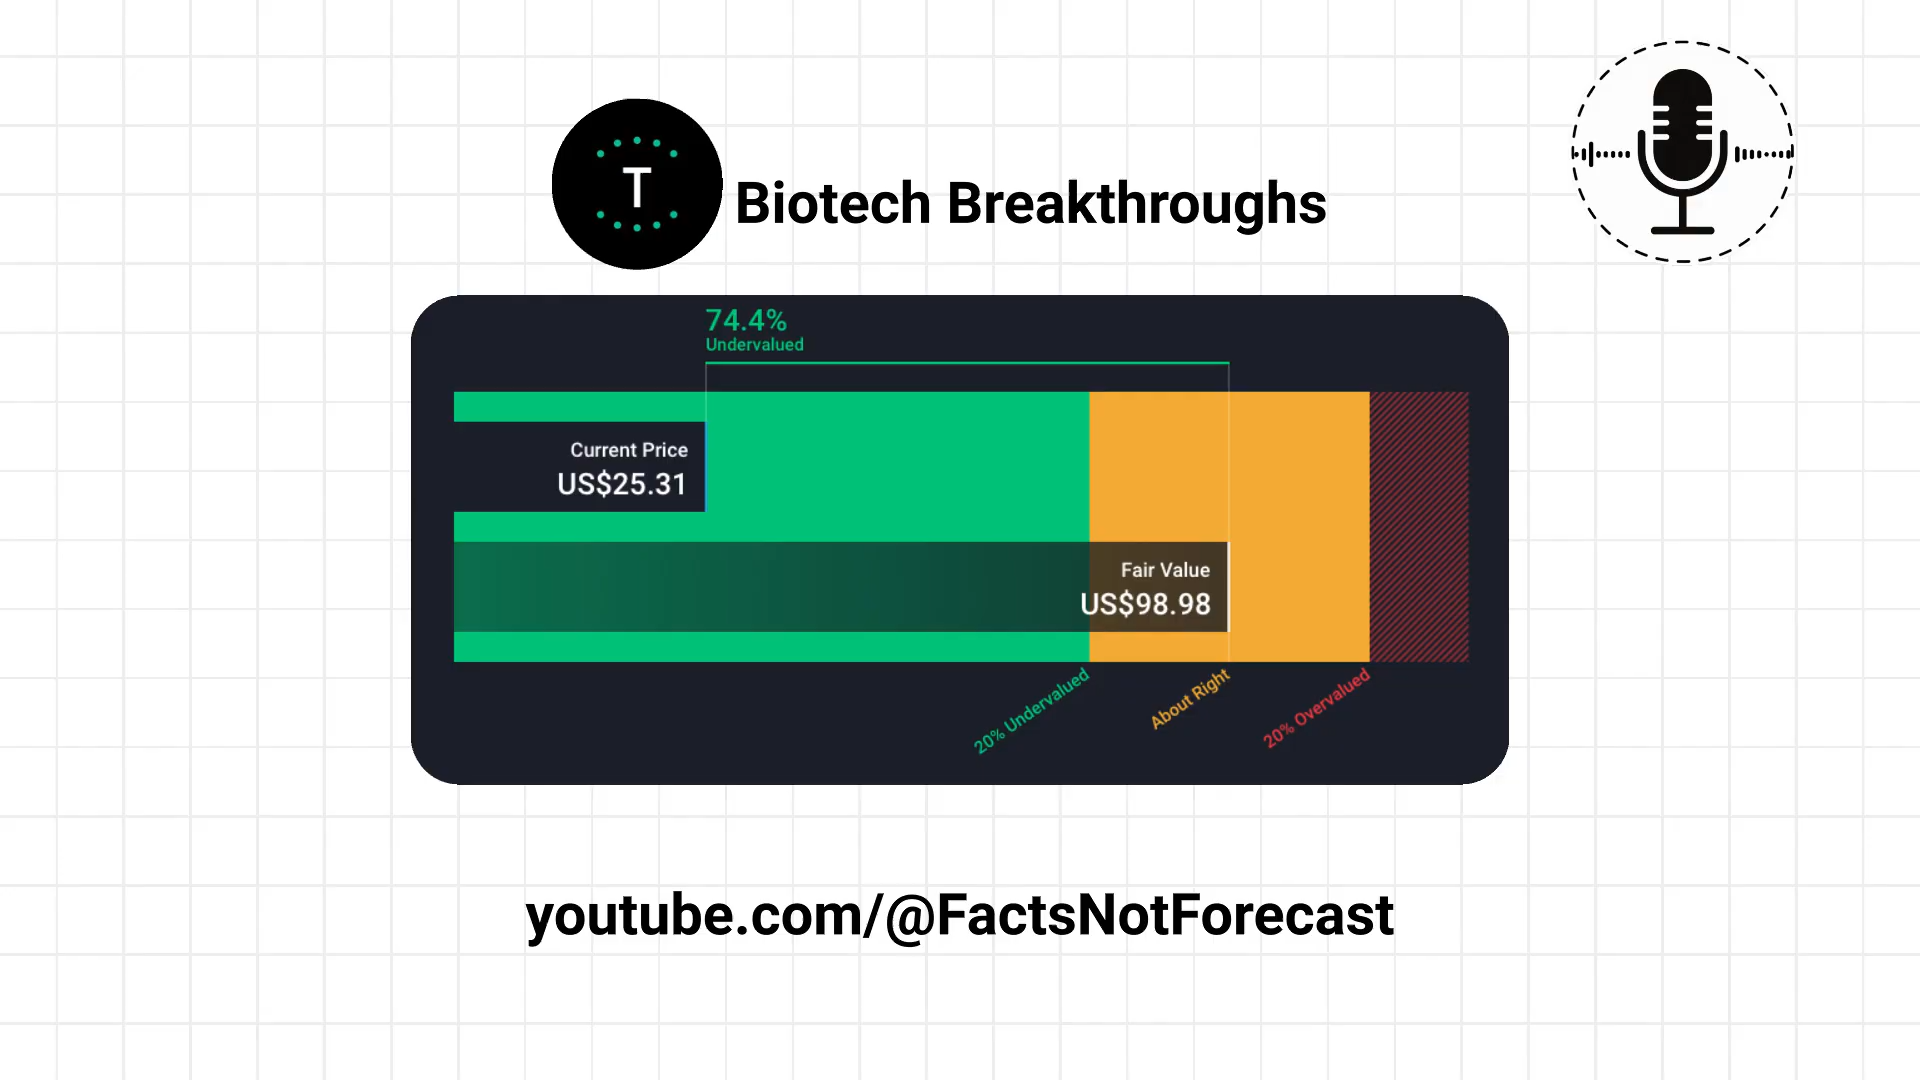 T
Biotech Breakthroughs
74.4%
Undervalued
Current Price
US$25.31
Fair Value
US$98.98
20% Undervalued
About Right
20% Overvalued
youtube.com/@FactsNotForecast